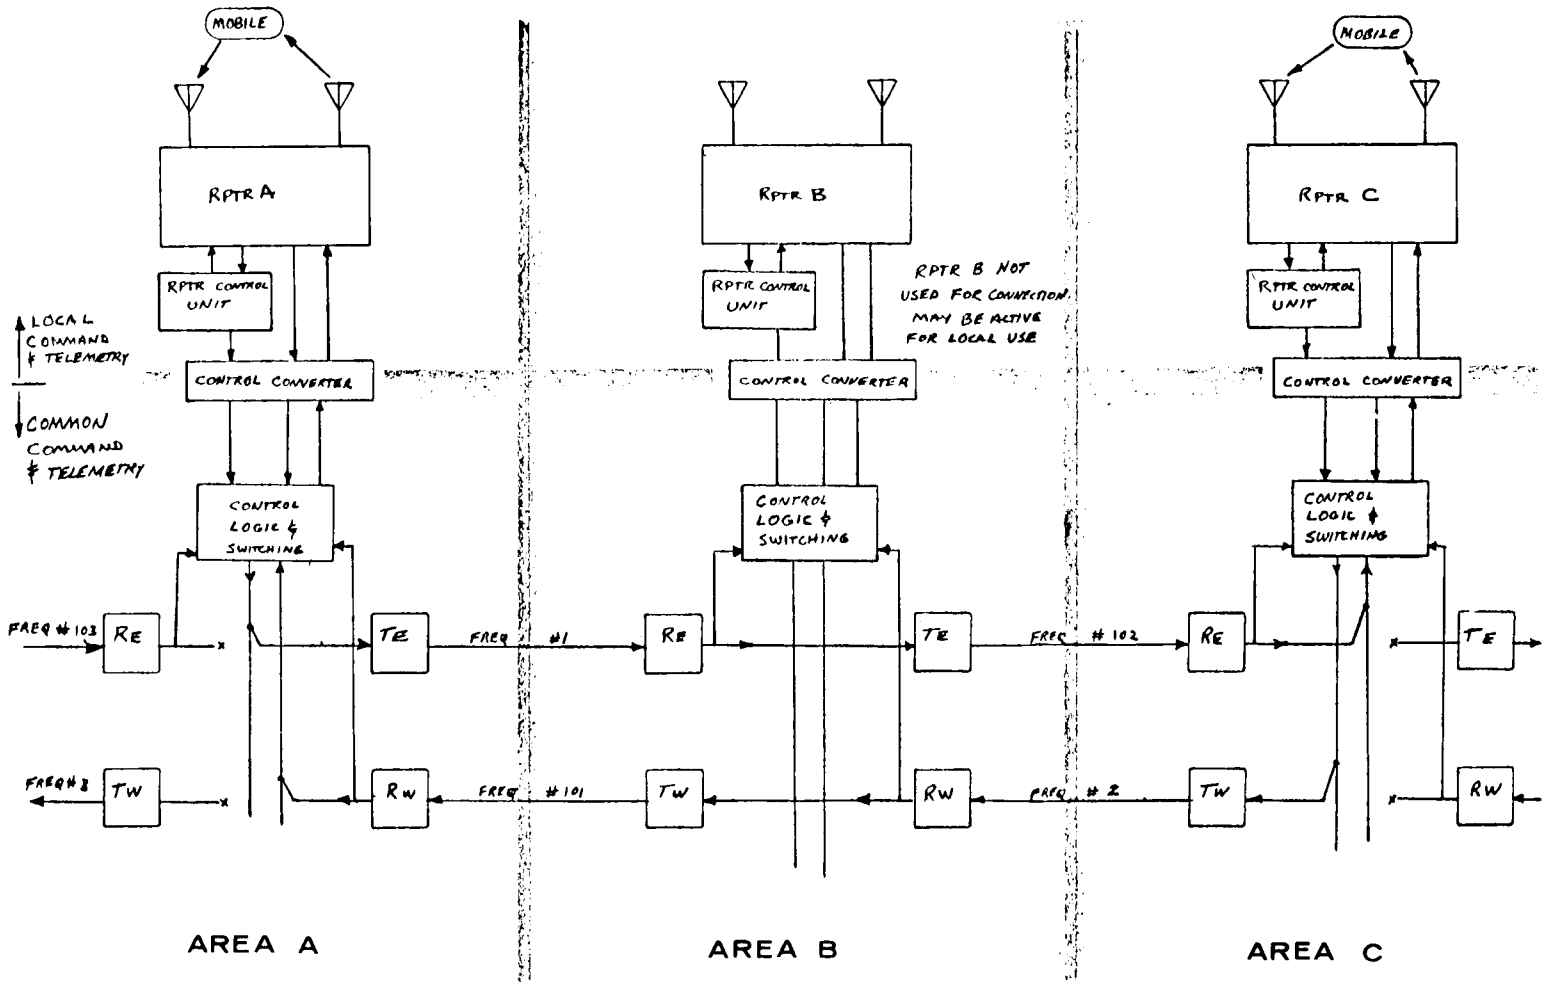 MOBILE
MOBILE
RPTR A
RPTR B
RPTR C
RPTR CONTROL
UNIT
RPTR CONTROL
UNIT
RPTR B NOT
USED FOR CONNECTION
MAY BE ACTIVE
FOR LOCAL USE
RPTR CONTROL
UNIT
LOCAL
COMMAND
& TELEMETRY
CONTROL CONVERTER
CONTROL CONVERTER
CONTROL CONVERTER
COMMON
COMMAND
& TELEMETRY
CONTROL
LOGIC &
SWITCHING
CONTROL
LOGIC &
SWITCHING
CONTROL
LOGIC &
SWITCHING
FREQ #103
RE
TE
FREQ #1
RE
TE
FREQ #102
RE
TE
FREQ #
TW
RW
FREQ #101
TW
RW
FREQ #2
TW
RW
AREA A
AREA B
AREA C